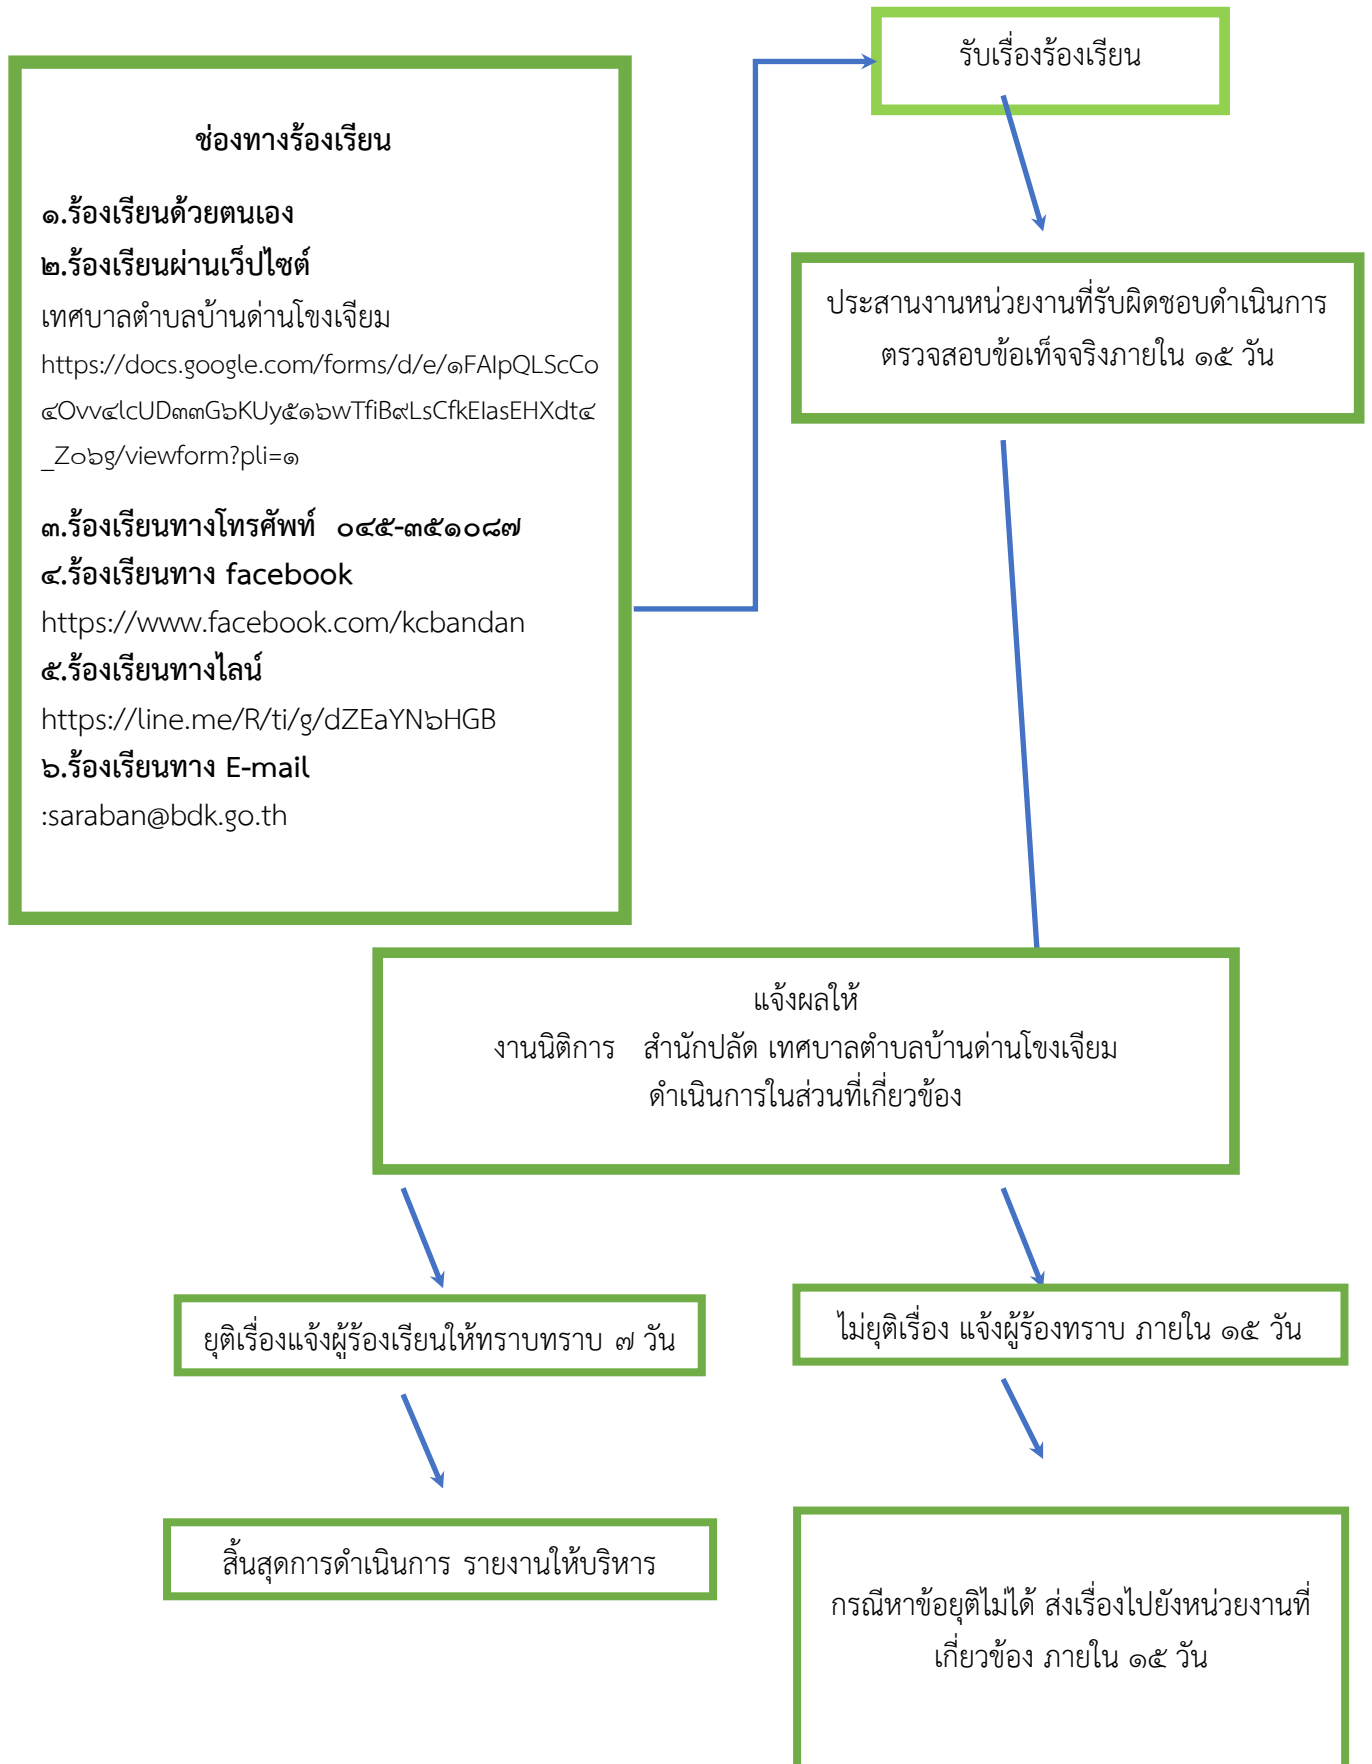 ช่องทางร้องเรียน
๑.ร้องเรียนด้วยตนเอง
๒.ร้องเรียนผ่านเว็ปไซต์
เทศบาลตำบลบ้านด่านโขงเจียม
https://docs.google.com/forms/d/e/๑FAIpQLScCo
๔Ovv๔lcUD๓๓G๖KUy๕๑๖wTfiB๙LsCfkEIasEHXdt๔
_Z๐๖g/viewform?pli=๑
๓.ร้องเรียนทางโทรศัพท์ ๐๔๕-๓๕๑๐๘๗
๔.ร้องเรียนทาง facebook
https://www.facebook.com/kcbandan
๕.ร้องเรียนทางไลน์
https://line.me/R/ti/g/dZEaYN๖HGB
๖.ร้องเรียนทาง E-mail
:saraban@bdk.go.th
รับเรื่องร้องเรียน
ประสานงานหน่วยงานที่รับผิดชอบดำเนินการ
ตรวจสอบข้อเท็จจริงภายใน ๑๕ วัน
แจ้งผลให้
งานนิติการ สำนักปลัด เทศบาลตำบลบ้านด่านโขงเจียม
ดำเนินการในส่วนที่เกี่ยวข้อง
ยุติเรื่องแจ้งผู้ร้องเรียนให้ทราบทราบ ๗ วัน
ไม่ยุติเรื่อง แจ้งผู้ร้องทราบ ภายใน ๑๕ วัน
สิ้นสุดการดำเนินการ รายงานให้บริหาร
กรณีหาข้อยุติไม่ได้ ส่งเรื่องไปยังหน่วยงานที่
เกี่ยวข้อง ภายใน ๑๕ วัน